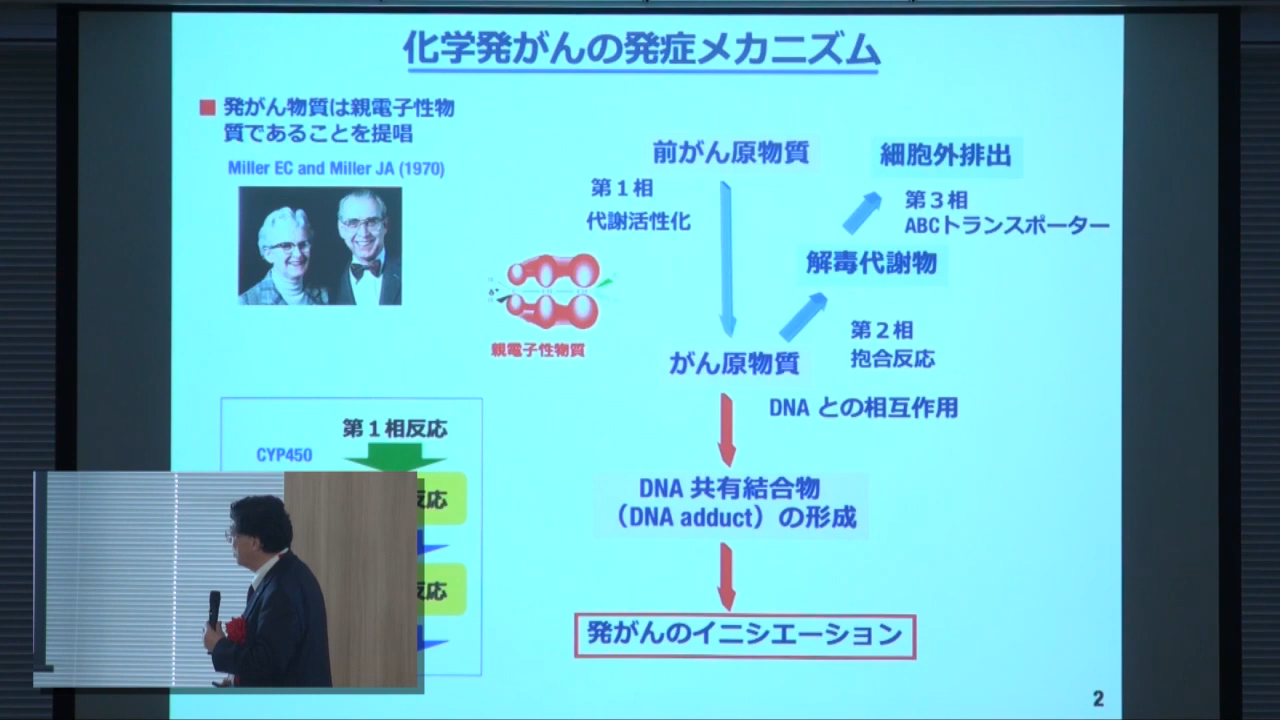 化学発がんの発症メカニズム
■ 発がん物質は親電子性物
質であることを提唱
Miller EC and Miller JA (1970)
前がん原物質
細胞外排出
第１相
代謝活性化
第３相
ABCトランスポーター
解毒代謝物
親電子性物質
第２相
抱合反応
がん原物質
DNA との相互作用
第１相反応
CYP450
反応
DNA 共有結合物
（DNA adduct）の形成
反応
発がんのイニシエーション
2